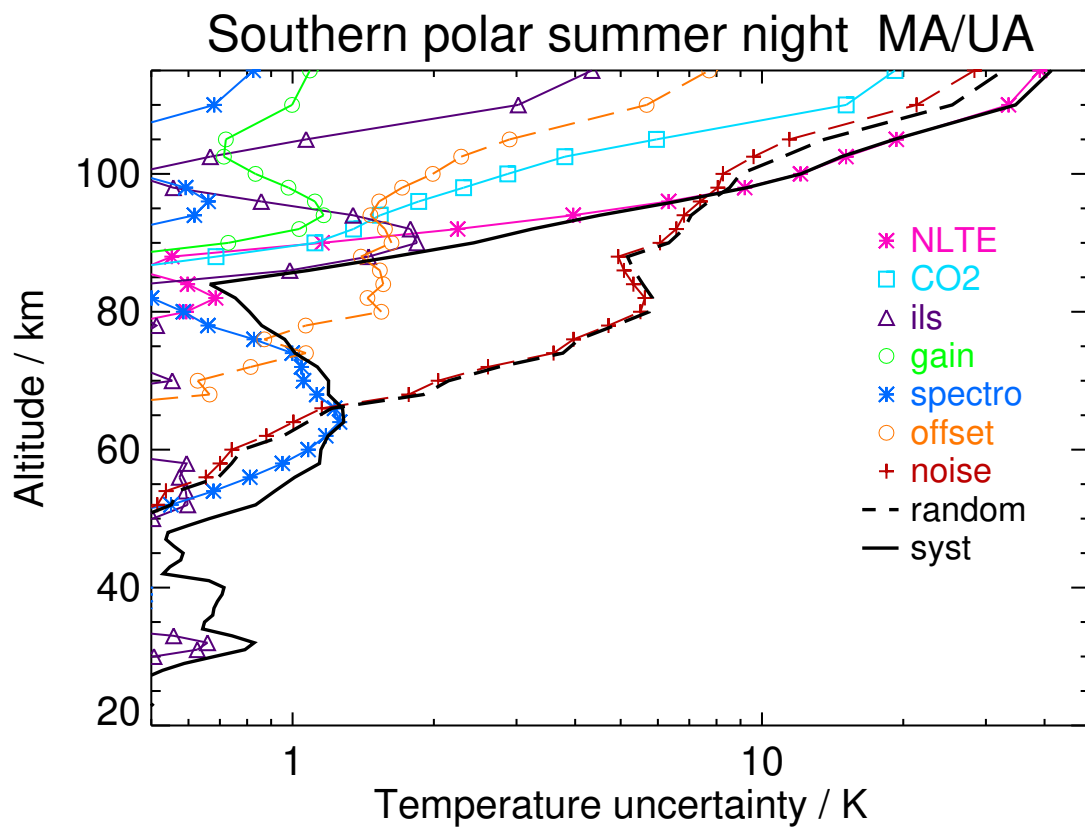 Southern polar summer night MA/UA
Altitude / km
100
80
60
40
20
NLTE
CO2
ils
gain
spectro
offset
noise
random
syst
1
10
Temperature uncertainty / K